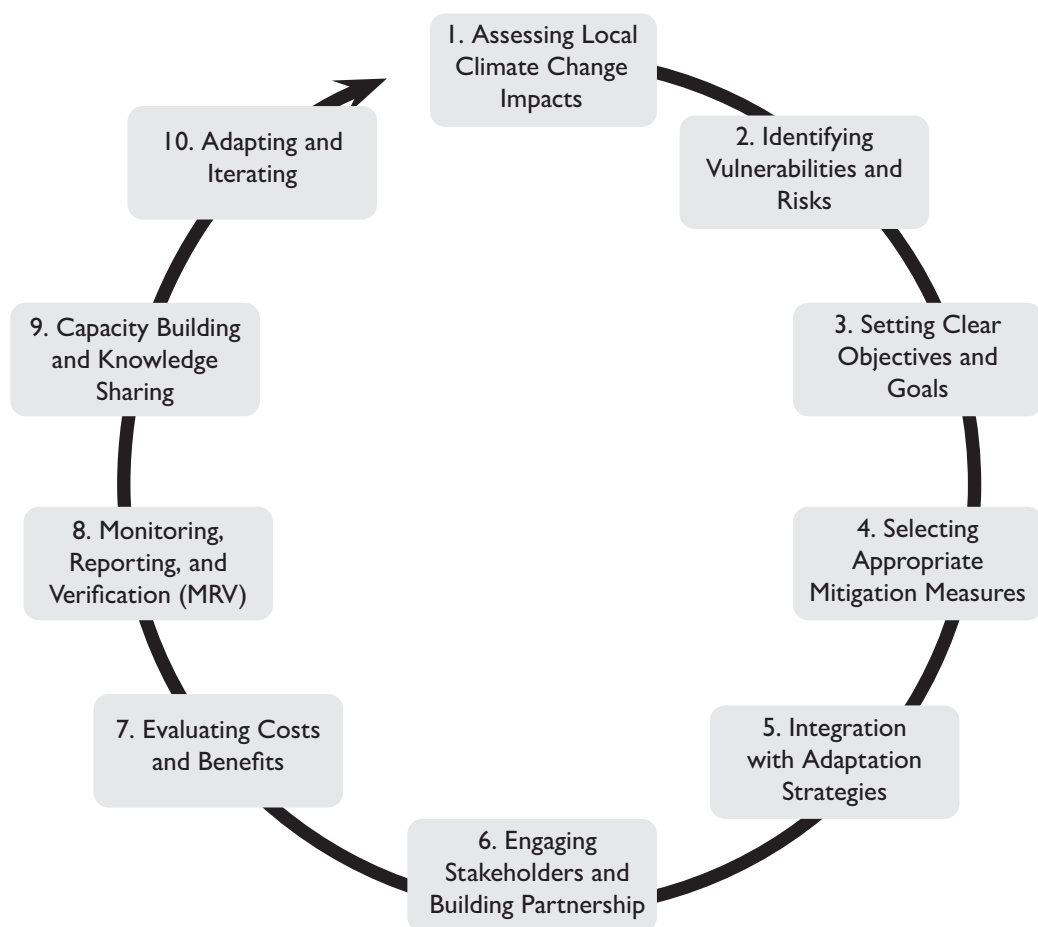 1. Assessing Local
Climate Change
Impacts
2. Identifying
Vulnerabilities and
Risks
3. Setting Clear
Objectives and
Goals
4. Selecting
Appropriate
Mitigation Measures
5. Integration
with Adaptation
Strategies
6. Engaging
Stakeholders and
Building Partnership
7. Evaluating Costs
and Benefits
8. Monitoring,
Reporting, and
Verification (MRV)
9. Capacity Building
and Knowledge
Sharing
10. Adapting and
Iterating